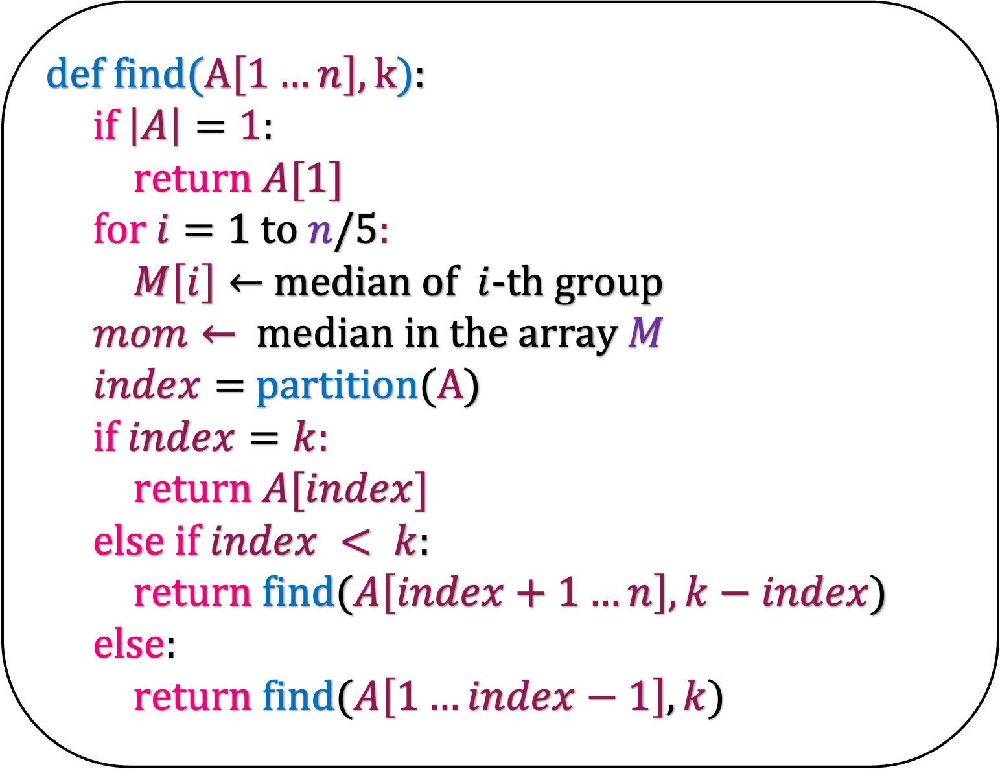 def find(A[1 … n], k):
if |A| = 1:
return A[1]
for i = 1 to n/5:
M[i] ← median of i-th group
mom ← median in the array M
index = partition(A)
if index = k:
return A[index]
else if index < k:
return find(A[index + 1 … n], k − index)
else:
return find(A[1 … index − 1], k)